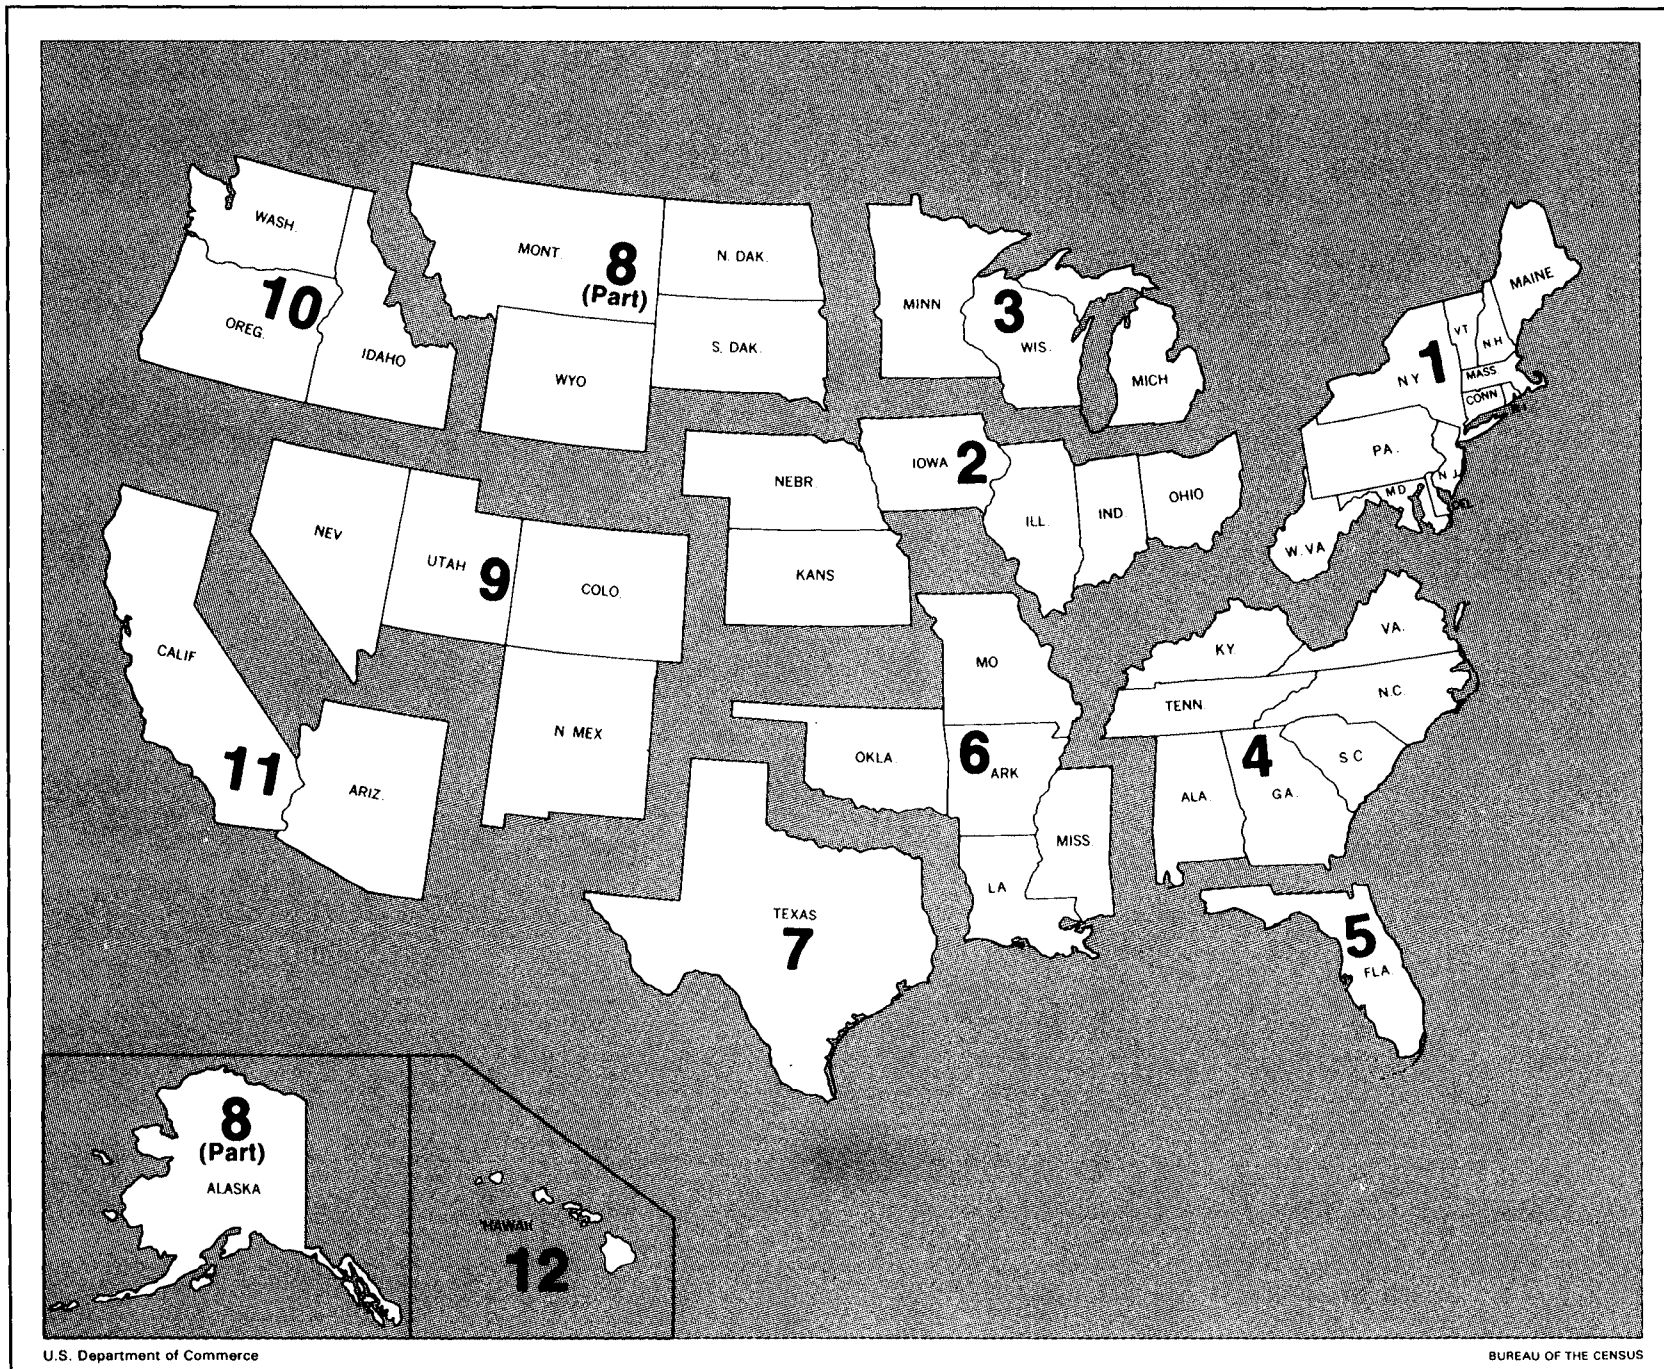 WASH.
MONT.
8
(Part)
N. DAK.
MINN
3
WIS.
MICH
MAINE
VT
N H
N Y
1
MASS.
CONN
10
OREG.
IDAHO
WYO
S. DAK.
IOWA
2
PA.
N J
MD
NEBR.
ILL.
IND
OHIO
W. VA
NEV
UTAH
9
COLO.
KANS
CALIF
MO
KY.
VA.
TENN.
N.C.
11
ARIZ.
N MEX
OKLA.
6
ARK
4
S C
ALA.
GA.
MISS.
LA
TEXAS
7
5
FLA.
8
(Part)
ALASKA
HAWAII
12
U.S. Department of Commerce
BUREAU OF THE CENSUS